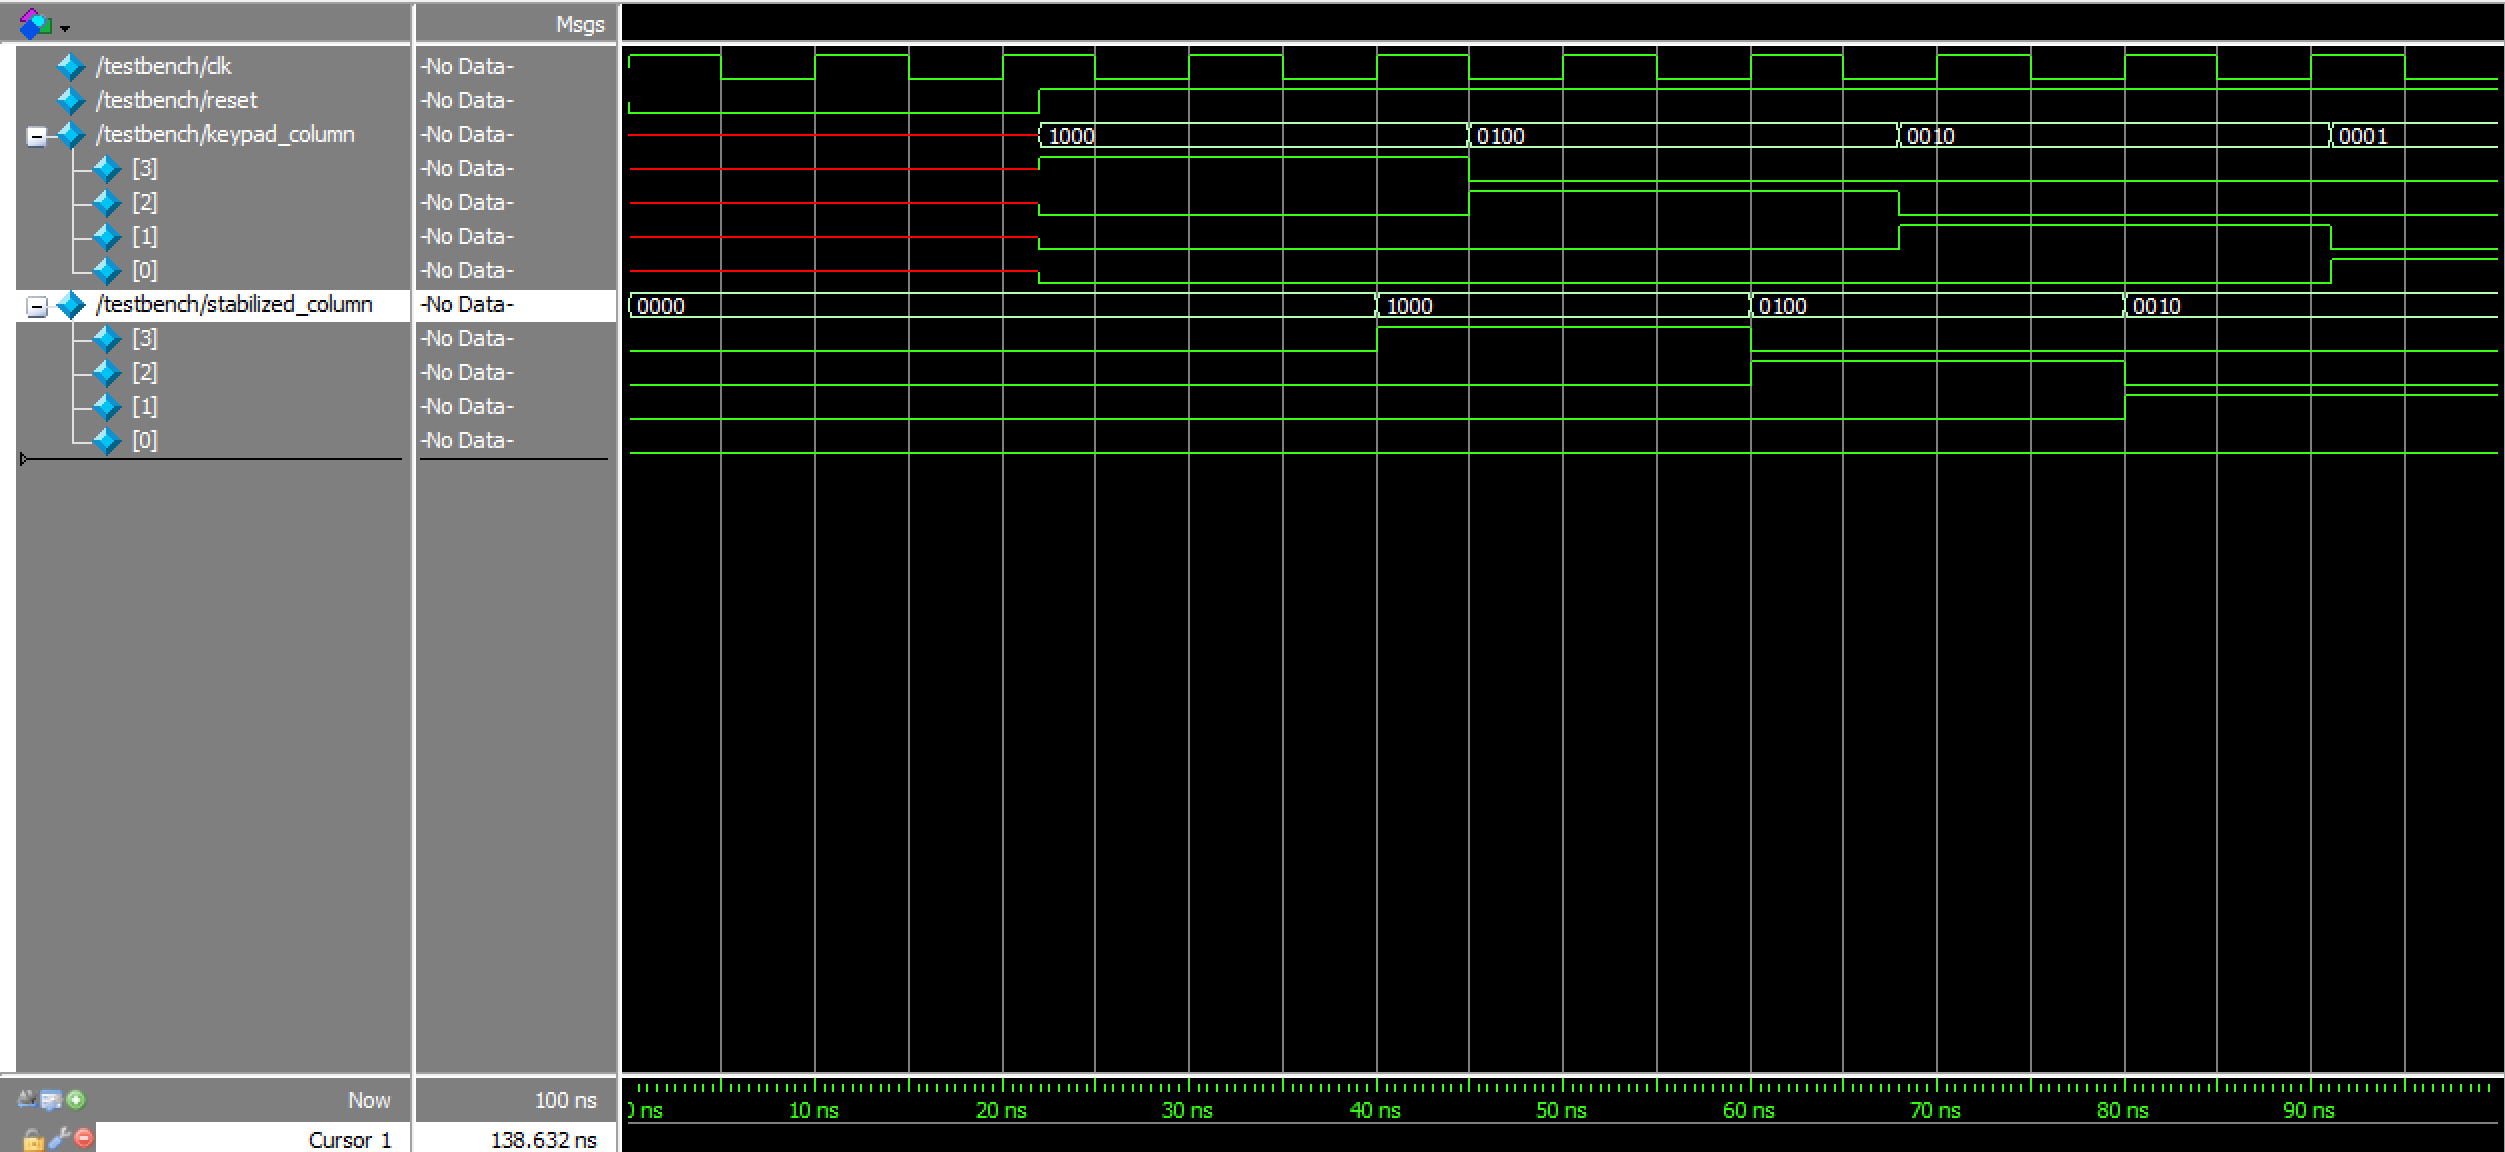 Msgs
/testbench/clk -No Data-
/testbench/reset -No Data-
/testbench/keypad_column -No Data- 1000 0100 0010 0001
[3] -No Data-
[2] -No Data-
[1] -No Data-
[0] -No Data-
/testbench/stabilized_column -No Data- 0000 1000 0100 0010
[3] -No Data-
[2] -No Data-
[1] -No Data-
[0] -No Data-
Now 100 ns ns 10 ns 20 ns 30 ns 40 ns 50 ns 60 ns 70 ns 80 ns 90 ns
Cursor 1 138.632 ns